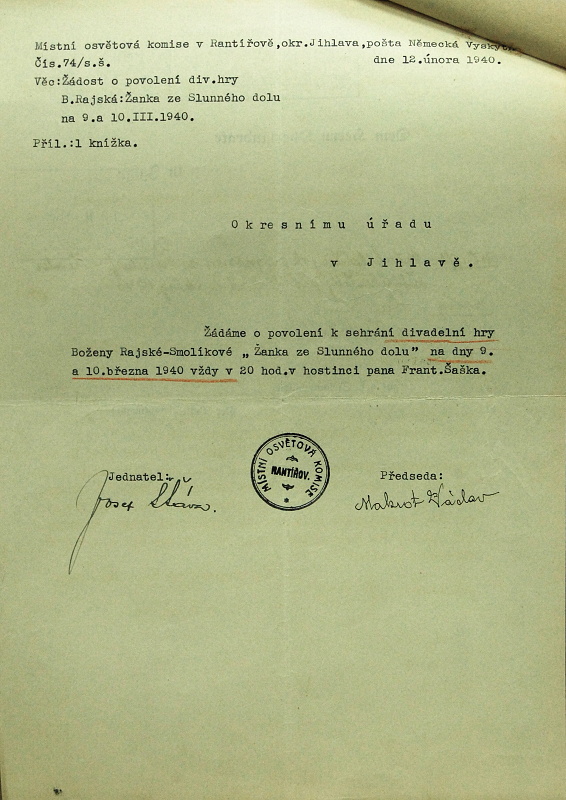 Místní osvětová komise v Rantířově,okr.Jihlava,pošta Německá
Čís.74/s.š.
dne 12.února 1940.
Věc:Žádost o povolení div.hry
B.Rajská:Žanka ze Slunného dolu
na 9.a 10.III.1940.
Příl.:1 knížka.
Okresnímu úřadu
v Jihlavě.
Žádáme o povolení k sehrání divadelní hry
Boženy Rajské-Smolíkové „Žanka ze Slunného dolu" na dny 9.
a 10.března 1940 vždy v 20 hod.v hostinci pana Frant.Šaška.
Jednatel:
Předseda:
MÍSTNÍ OSVĚTOVÁ KOMISE
RANTÍŘOV.
Josef
Václav